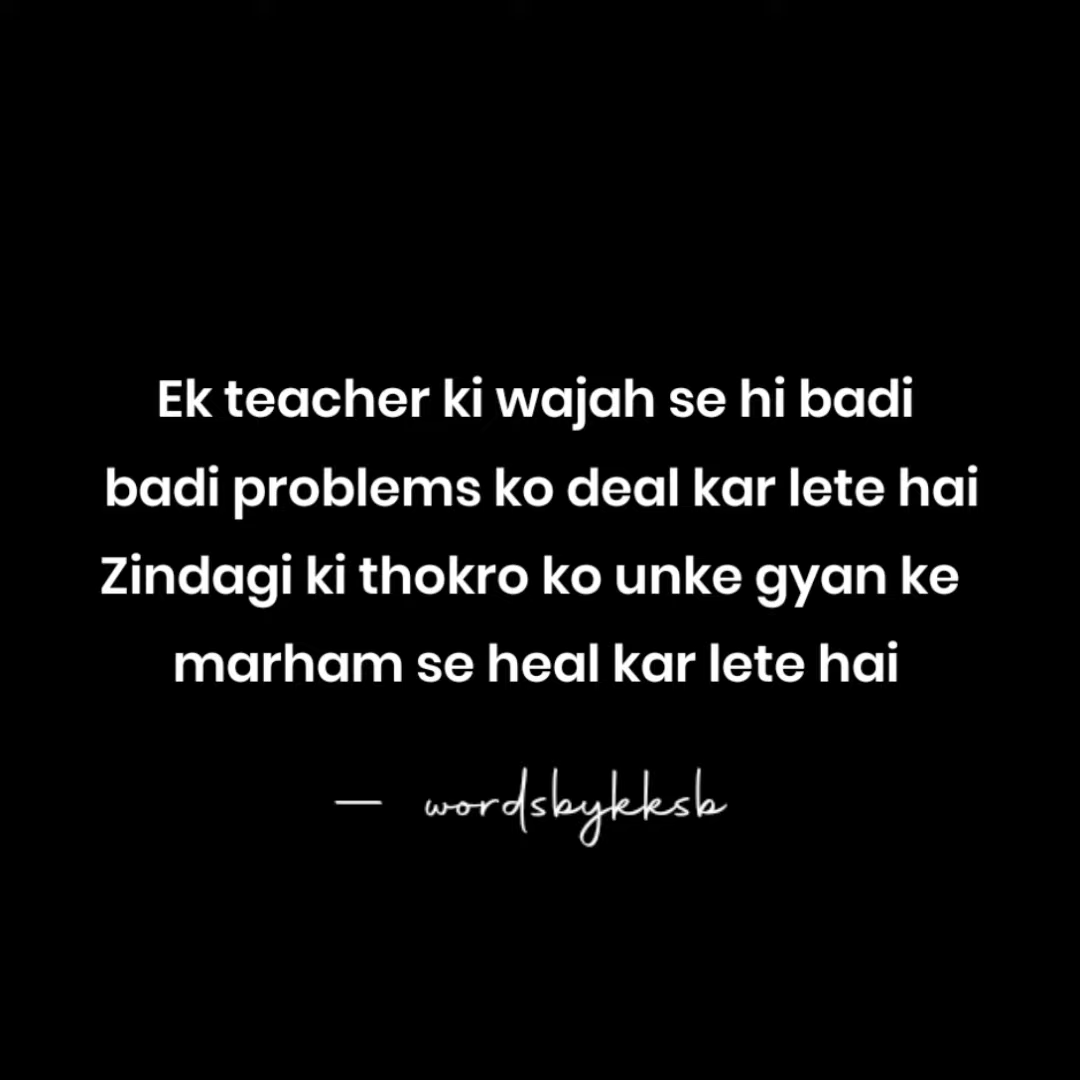 Ek teacher ki wajah se hi badi
badi problems ko deal kar lete hai
Zindagi ki thokro ko unke gyan ke
marham se heal kar lete hai
— wordsbykksb